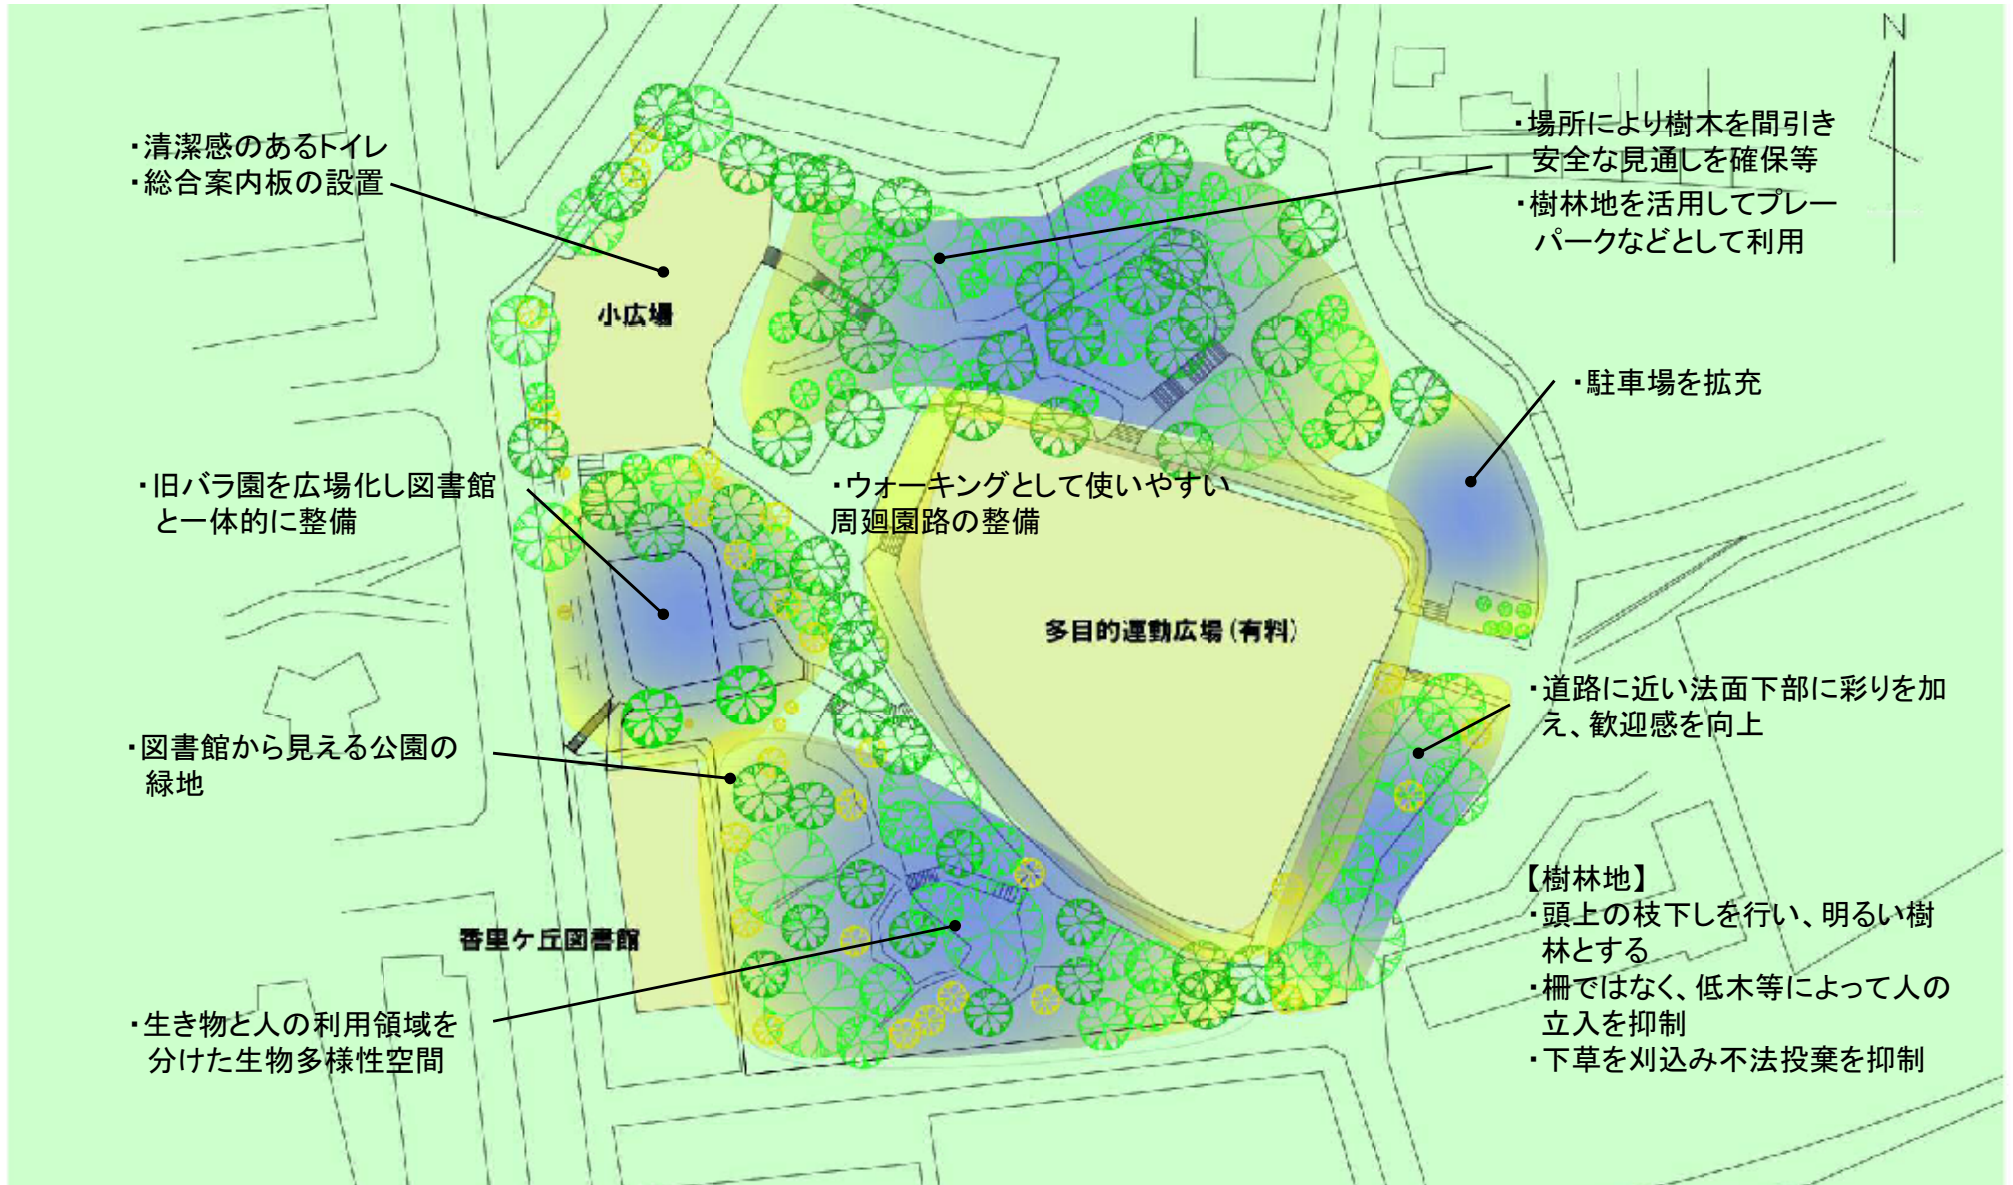 N
・清潔感のあるトイレ
・総合案内板の設置
・場所により樹木を間引き
安全な見通しを確保等
・樹林地を活用してプレー
パークなどとして利用
小広場
・駐車場を拡充
・旧バラ園を広場化し図書館
と一体的に整備
・ウォーキングとして使いやすい
周廻園路の整備
多目的運動広場(有料)
・道路に近い法面下部に彩りを加
え、歓迎感を向上
・図書館から見える公園の
緑地
【樹林地】
・頭上の枝下しを行い、明るい樹
林とする
・柵ではなく、低木等によって人の
立入を抑制
・下草を刈込み不法投棄を抑制
香里ケ丘図書館
・生き物と人の利用領域を
分けた生物多様性空間